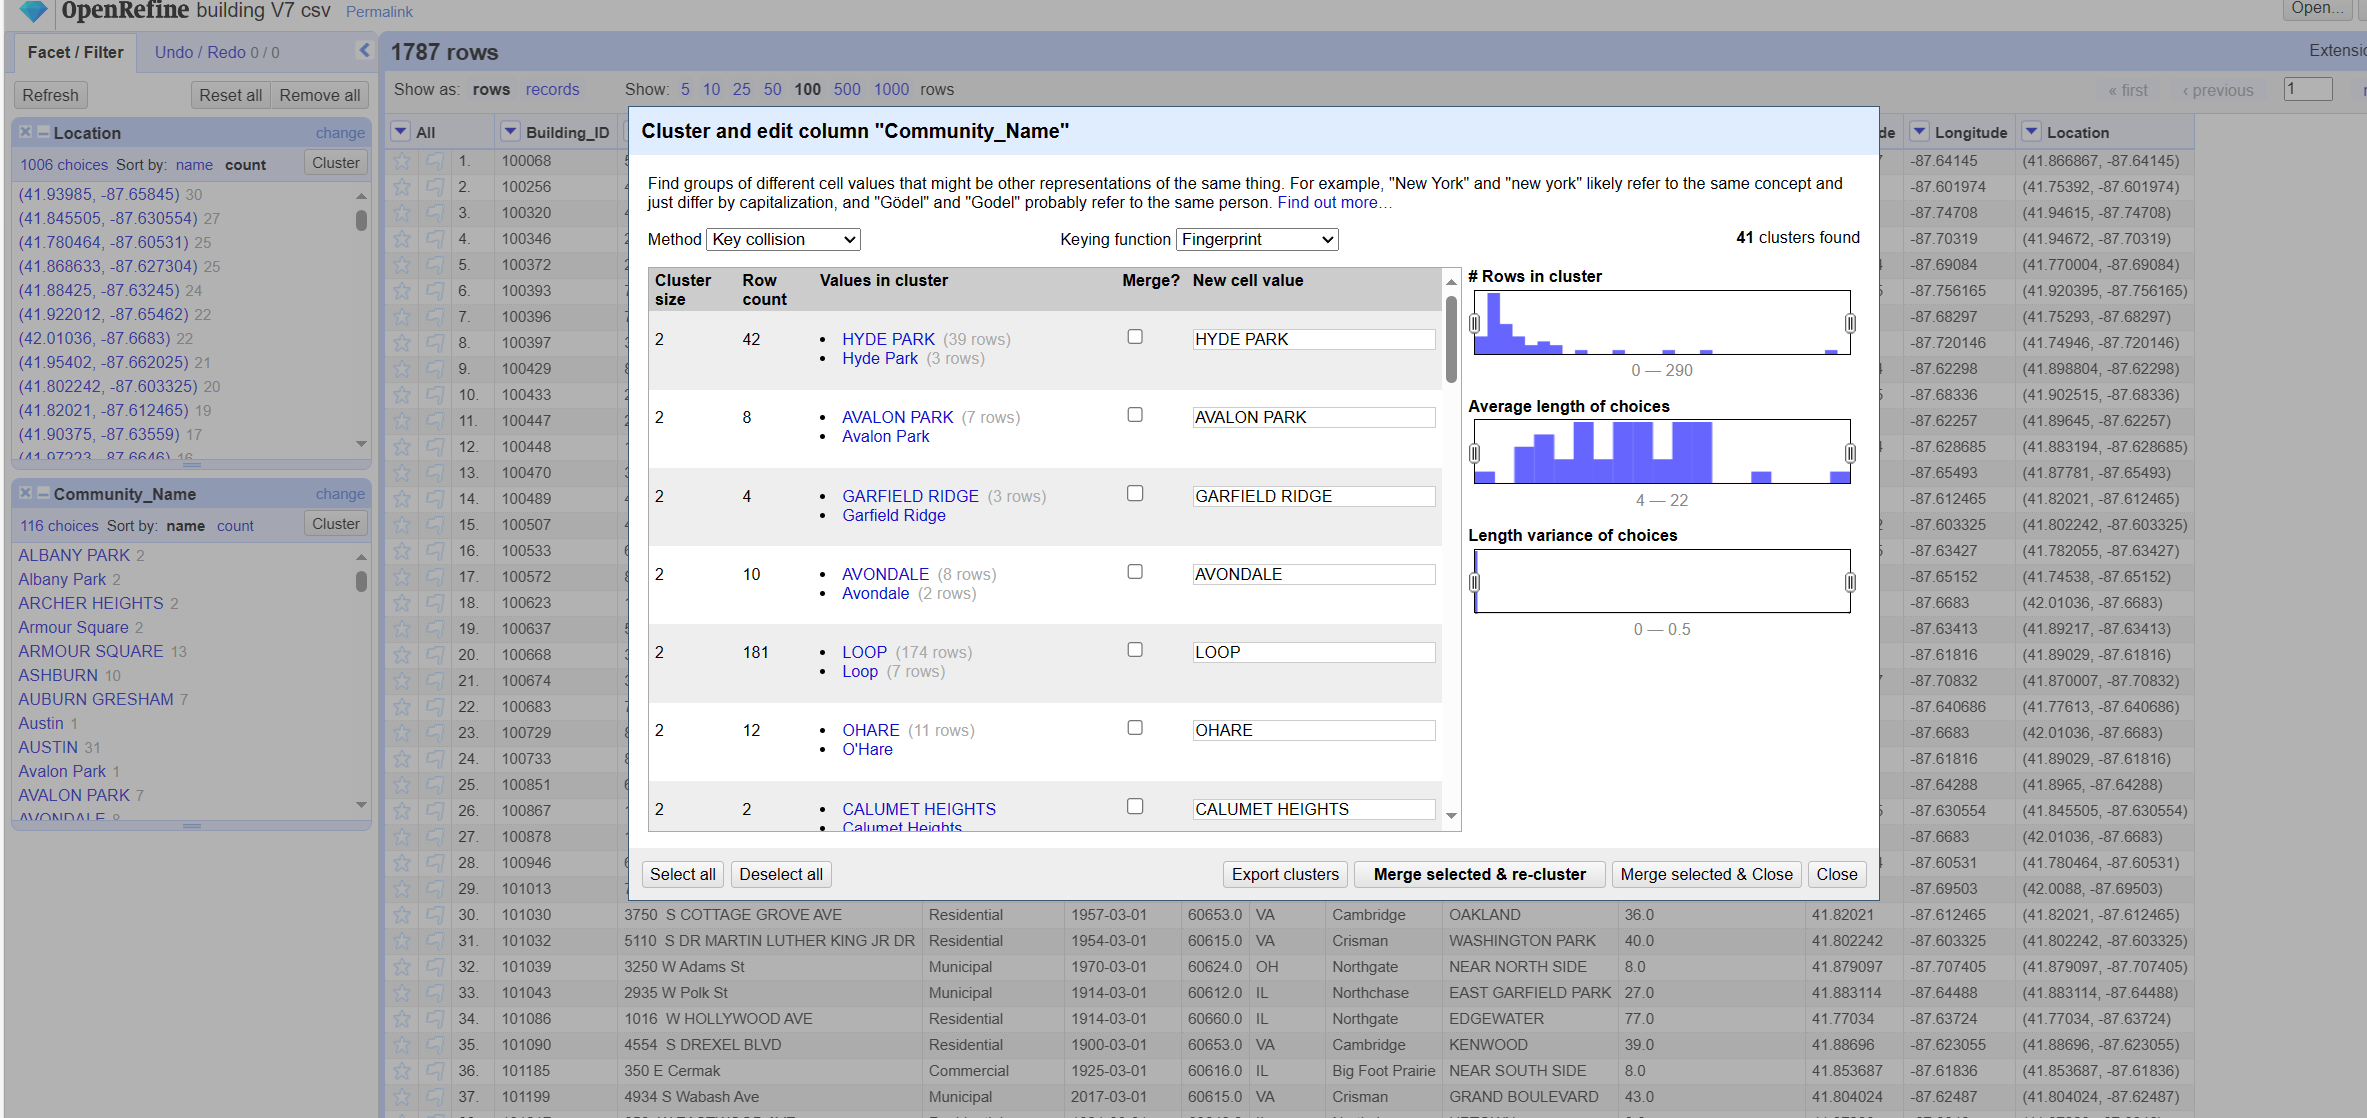 OpenRefine building V7 csv Permalink Open...
Facet / Filter Undo / Redo 0 / 0
Refresh Reset all Remove all
Location change
1006 choices Sort by: name count Cluster
(41.93985, -87.65845) 30
(41.845505, -87.630554) 27
(41.780464, -87.60531) 25
(41.868633, -87.627304) 25
(41.88425, -87.63245) 24
(41.922012, -87.65462) 22
(42.01036, -87.6683) 22
(41.95402, -87.662025) 21
(41.802242, -87.603325) 20
(41.82021, -87.612465) 19
(41.90375, -87.63559) 17
(41.97223, -87.6646) 16
Community_Name change
116 choices Sort by: name count Cluster
ALBANY PARK 2
Albany Park 2
ARCHER HEIGHTS 2
Armour Square 2
ARMOUR SQUARE 13
ASHBURN 10
AUBURN GRESHAM 7
Austin 1
AUSTIN 31
Avalon Park 1
AVALON PARK 7
AVONDALE 8
1787 rows
Show as: rows records Show: 5 10 25 50 100 500 1000 rows « first ‹ previous 1
All Building_ID Longitude Location
1. 100068 -87.64145 (41.866867, -87.64145)
2. 100256 -87.601974 (41.75392, -87.601974)
3. 100320 -87.74708 (41.94615, -87.74708)
4. 100346 -87.70319 (41.94672, -87.70319)
5. 100372 -87.69084 (41.770004, -87.69084)
6. 100393 -87.756165 (41.920395, -87.756165)
7. 100396 -87.68297 (41.75293, -87.68297)
8. 100397 -87.720146 (41.74946, -87.720146)
9. 100429 -87.62298 (41.898804, -87.62298)
10. 100433 -87.68336 (41.902515, -87.68336)
11. 100447 -87.62257 (41.89645, -87.62257)
12. 100448 -87.628685 (41.883194, -87.628685)
13. 100470 -87.65493 (41.87781, -87.65493)
14. 100489 -87.612465 (41.82021, -87.612465)
15. 100507 -87.603325 (41.802242, -87.603325)
16. 100533 -87.63427 (41.782055, -87.63427)
17. 100572 -87.65152 (41.74538, -87.65152)
18. 100623 -87.6683 (42.01036, -87.6683)
19. 100637 -87.63413 (41.89217, -87.63413)
20. 100668 -87.61816 (41.89029, -87.61816)
21. 100674 -87.70832 (41.870007, -87.70832)
22. 100683 -87.640686 (41.77613, -87.640686)
23. 100729 -87.6683 (42.01036, -87.6683)
24. 100733 -87.61816 (41.89029, -87.61816)
25. 100851 -87.64288 (41.8965, -87.64288)
26. 100867 -87.630554 (41.845505, -87.630554)
27. 100878 -87.6683 (42.01036, -87.6683)
28. 100946 -87.60531 (41.780464, -87.60531)
29. 101013 -87.69503 (42.0088, -87.69503)
30. 101030 3750 S COTTAGE GROVE AVE Residential 1957-03-01 60653.0 VA Cambridge OAKLAND 36.0 41.82021 -87.612465 (41.82021, -87.612465)
31. 101032 5110 S DR MARTIN LUTHER KING JR DR Residential 1954-03-01 60615.0 VA Crisman WASHINGTON PARK 40.0 41.802242 -87.603325 (41.802242, -87.603325)
32. 101039 3250 W Adams St Municipal 1970-03-01 60624.0 OH Northgate NEAR NORTH SIDE 8.0 41.879097 -87.707405 (41.879097, -87.707405)
33. 101043 2935 W Polk St Municipal 1914-03-01 60612.0 IL Northchase EAST GARFIELD PARK 27.0 41.883114 -87.64488 (41.883114, -87.64488)
34. 101086 1016 W HOLLYWOOD AVE Residential 1914-03-01 60660.0 IL Northgate EDGEWATER 77.0 41.77034 -87.63724 (41.77034, -87.63724)
35. 101090 4554 S DREXEL BLVD Residential 1900-03-01 60653.0 VA Cambridge KENWOOD 39.0 41.88696 -87.623055 (41.88696, -87.623055)
36. 101185 350 E Cermak Commercial 1925-03-01 60616.0 IL Big Foot Prairie NEAR SOUTH SIDE 8.0 41.853687 -87.61836 (41.853687, -87.61836)
37. 101199 4934 S Wabash Ave Municipal 2017-03-01 60615.0 VA Crisman GRAND BOULEVARD 43.0 41.804024 -87.62487 (41.804024, -87.62487)
Cluster and edit column "Community_Name"
Find groups of different cell values that might be other representations of the same thing. For example, "New York" and "new york" likely refer to the same concept and
just differ by capitalization, and "Gödel" and "Godel" probably refer to the same person. Find out more…
Method Key collision Keying function Fingerprint 41 clusters found
Cluster size Row count Values in cluster Merge? New cell value
2 42 HYDE PARK (39 rows) HYDE PARK
Hyde Park (3 rows)
2 8 AVALON PARK (7 rows) AVALON PARK
Avalon Park
2 4 GARFIELD RIDGE (3 rows) GARFIELD RIDGE
Garfield Ridge
2 10 AVONDALE (8 rows) AVONDALE
Avondale (2 rows)
2 181 LOOP (174 rows) LOOP
Loop (7 rows)
2 12 OHARE (11 rows) OHARE
O'Hare
2 2 CALUMET HEIGHTS CALUMET HEIGHTS
Calumet Heights
# Rows in cluster
0 — 290
Average length of choices
4 — 22
Length variance of choices
0 — 0.5
Select all Deselect all Export clusters Merge selected & re-cluster Merge selected & Close Close